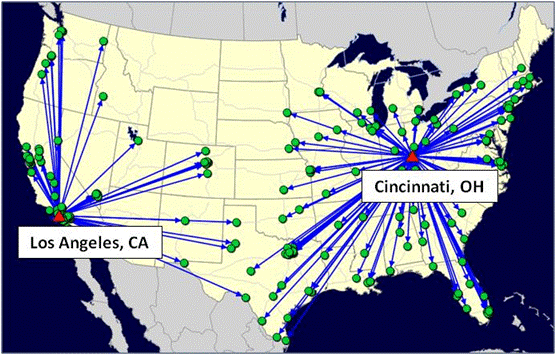 Cincinnati, OH
Los Angeles, CA